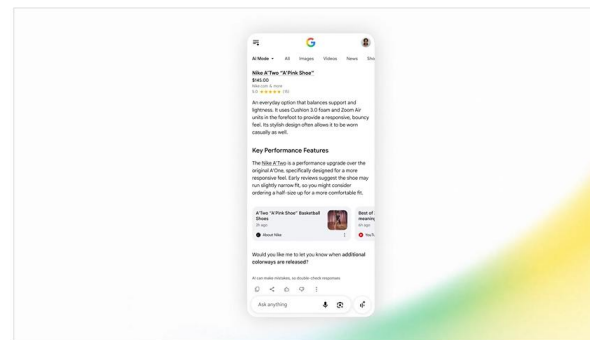 AI Mode All Images Videos News Sho
Nike A'Two "A'Pink Shoe"
$145.00
Nike.com & more
An everyday option that balances support and
lightness. It uses Cushion 3.0 foam and Zoom Air
units in the forefoot to provide a responsive, bouncy
feel. Its stylish design often allows it to be worn
casually as well.
Key Performance Features
The Nike A'Two is a performance upgrade over the
original A'One, specifically designed for a more
responsive feel. Early reviews suggest the shoe may
run slightly narrow fit, so you might consider
ordering a half-size up for a more comfortable fit.
A'Two "A'Pink Shoe" Basketball
Shoes
About Nike
Best of
meaning
YouT
Would you like me to let you know when additional
colorways are released?
AI can make mistakes, so double-check responses
Ask anything